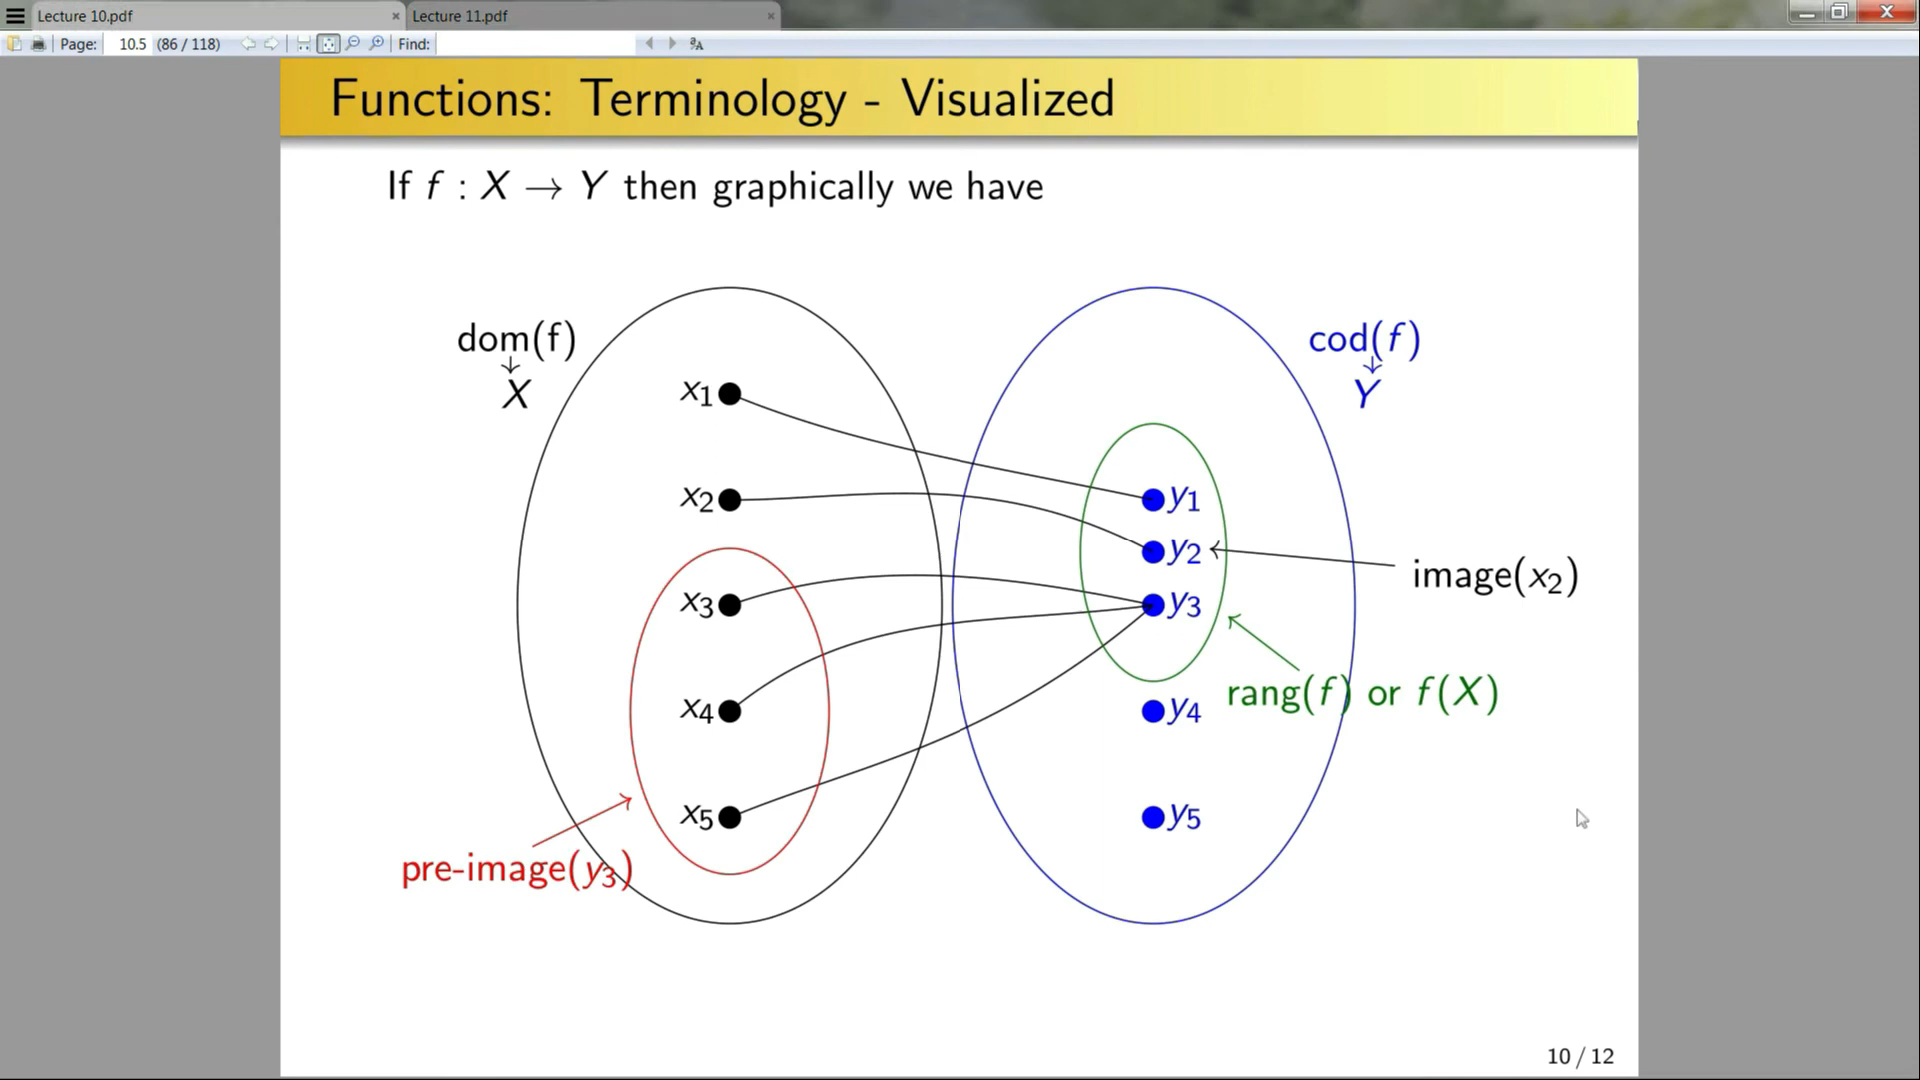 Lecture 10.pdf
Lecture 11.pdf
Page: 10.5 (86 / 118) Find:
Functions: Terminology - Visualized
If f : X → Y then graphically we have
dom(f)
↓
X
cod(f)
↓
Y
x1
x2
x3
x4
x5
y1
y2
y3
y4
y5
image(x2)
rang(f) or f(X)
pre-image(y3)
10 / 12